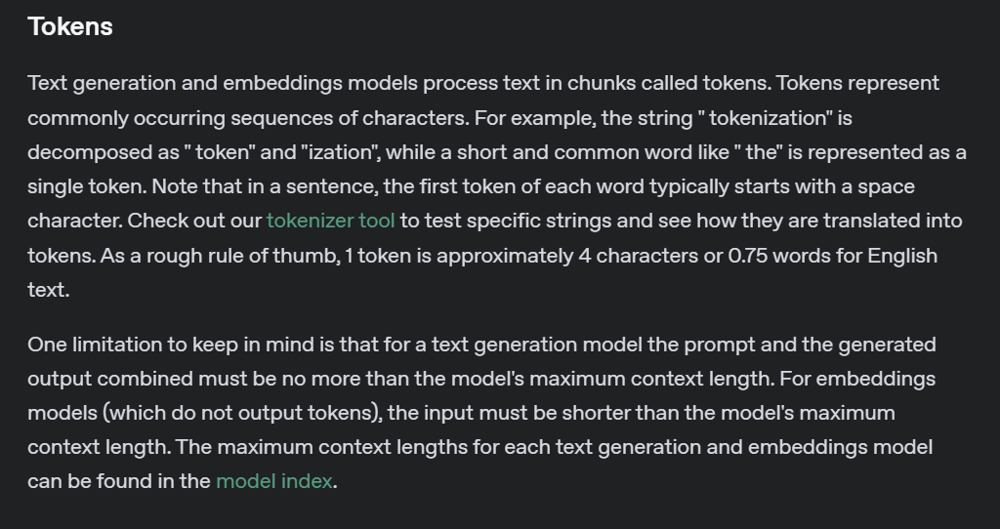 Tokens
Text generation and embeddings models process text in chunks called tokens. Tokens represent
commonly occurring sequences of characters. For example, the string " tokenization" is
decomposed as " token" and "ization", while a short and common word like " the" is represented as a
single token. Note that in a sentence, the first token of each word typically starts with a space
character. Check out our tokenizer tool to test specific strings and see how they are translated into
tokens. As a rough rule of thumb, 1 token is approximately 4 characters or 0.75 words for English
text.
One limitation to keep in mind is that for a text generation model the prompt and the generated
output combined must be no more than the model's maximum context length. For embeddings
models (which do not output tokens), the input must be shorter than the model's maximum
context length. The maximum context lengths for each text generation and embeddings model
can be found in the model index.